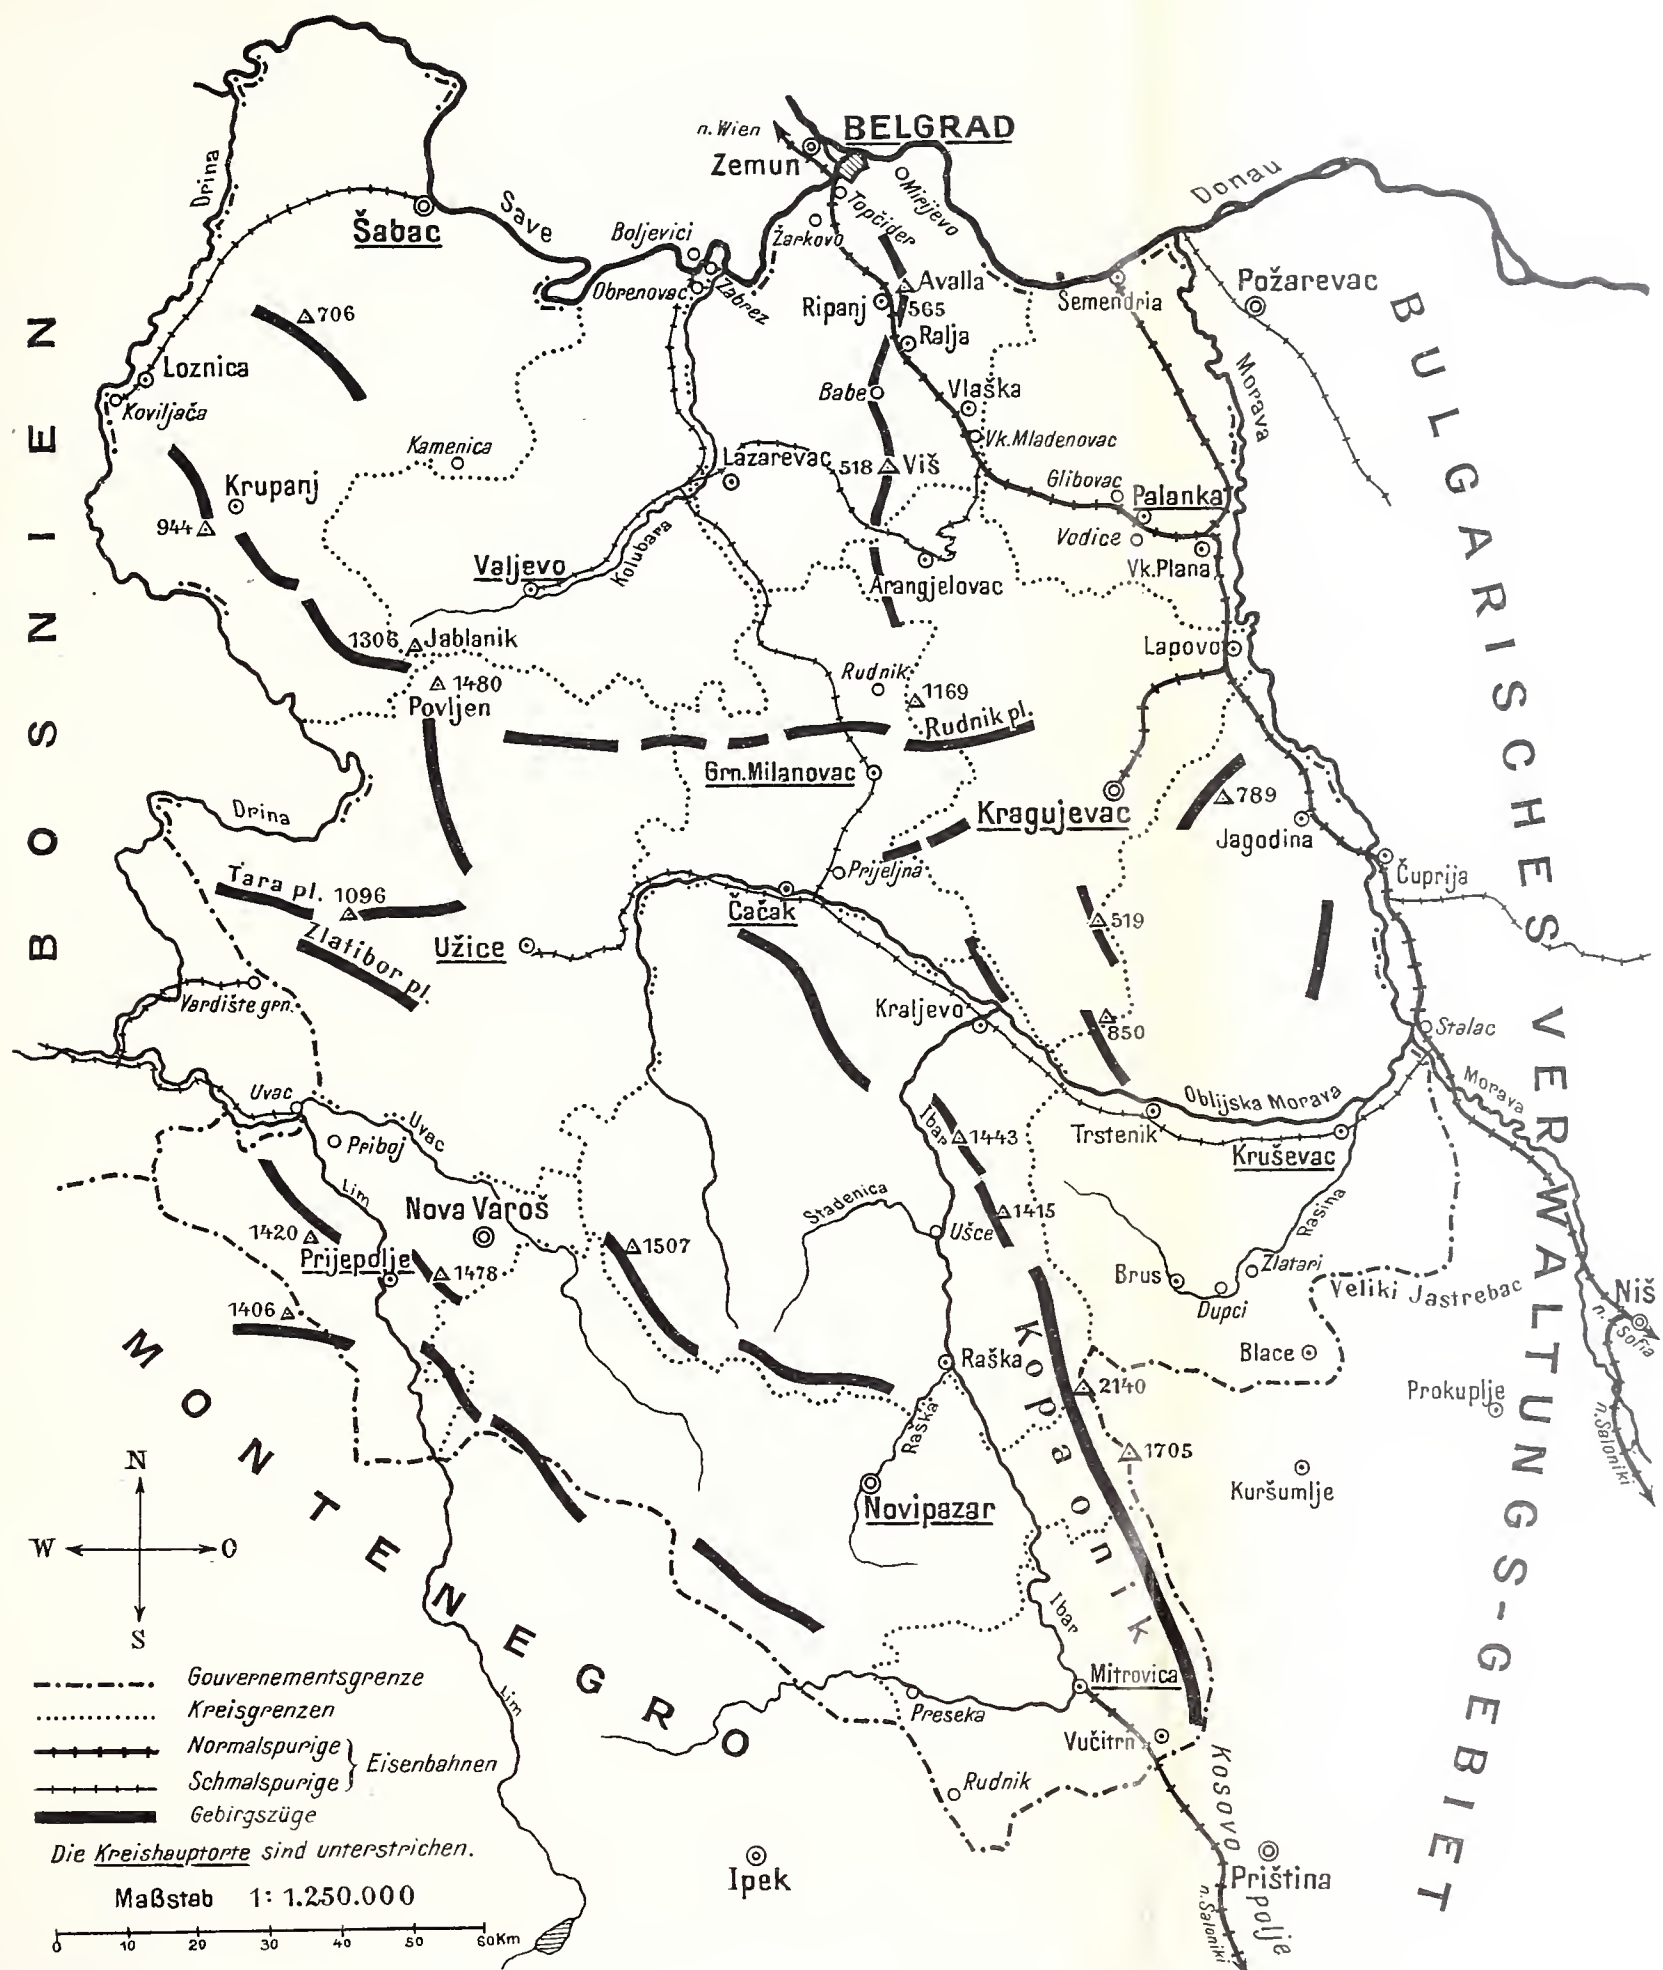 n. Wien
BELGRAD
Zemun
Mirijevo
Topčider
Žarkovo
Donau
Drina
Šabac
Save
Boljevici
Obrenovac
Zabrež
Avalla
565
Ripanj
Ralja
Semendria
Požarevac
706
Loznica
Koviljača
Babe
Vlaška
Morava
Kamenica
Lazarevac
518
Viš
Vk. Mladenovac
Glibovac
Palanka
Krupanj
944
Vodice
Vk. Plana
Valjevo
Kolubara
Arangjelovac
1306
Jablanik
1480
Povljen
Lapovo
Rudnik
1169
Rudnik pl.
Grn. Milanovac
Kragujevac
789
Jagodina
Drina
Prijeljna
Čuprija
Tara pl. 1096
Zlatibor pl.
Čačak
Užice
519
Vardište grn.
Kraljevo
850
Stalac
Morava
Uvac
Uvac
Priboj
Lim
Ibar
1443
Oblijska Morava
Trstenik
Kruševac
Nova Varoš
Studenica
Ušce
1415
Rasina
1420
Prijepolje
1478
1507
Brus
Dupci
Zlatari
Veliki Jastrebac
Niš
n. Sofia
1406
Raška
Kopaonik
2140
Blace
Prokuplje
n. Saloniki
Raška
1705
Kuršumlje
Novipazar
Ibar
Mitrovica
Preseka
Vučitrn
Rudnik
Lim
Ipek
Kosovo polje
Priština
n. Saloniki
BOSNIEN
MONTENEGRO
BULGARISCHES VERWALTUNGS-GEBIET
N
W
O
S
Gouvernementsgrenze
Kreisgrenzen
Normalspurige
Schmalspurige
} Eisenbahnen
Gebirgszüge
Die Kreishauptorte sind unterstrichen.
Maßstab 1: 1.250.000
0 10 20 30 40 50 60 Km